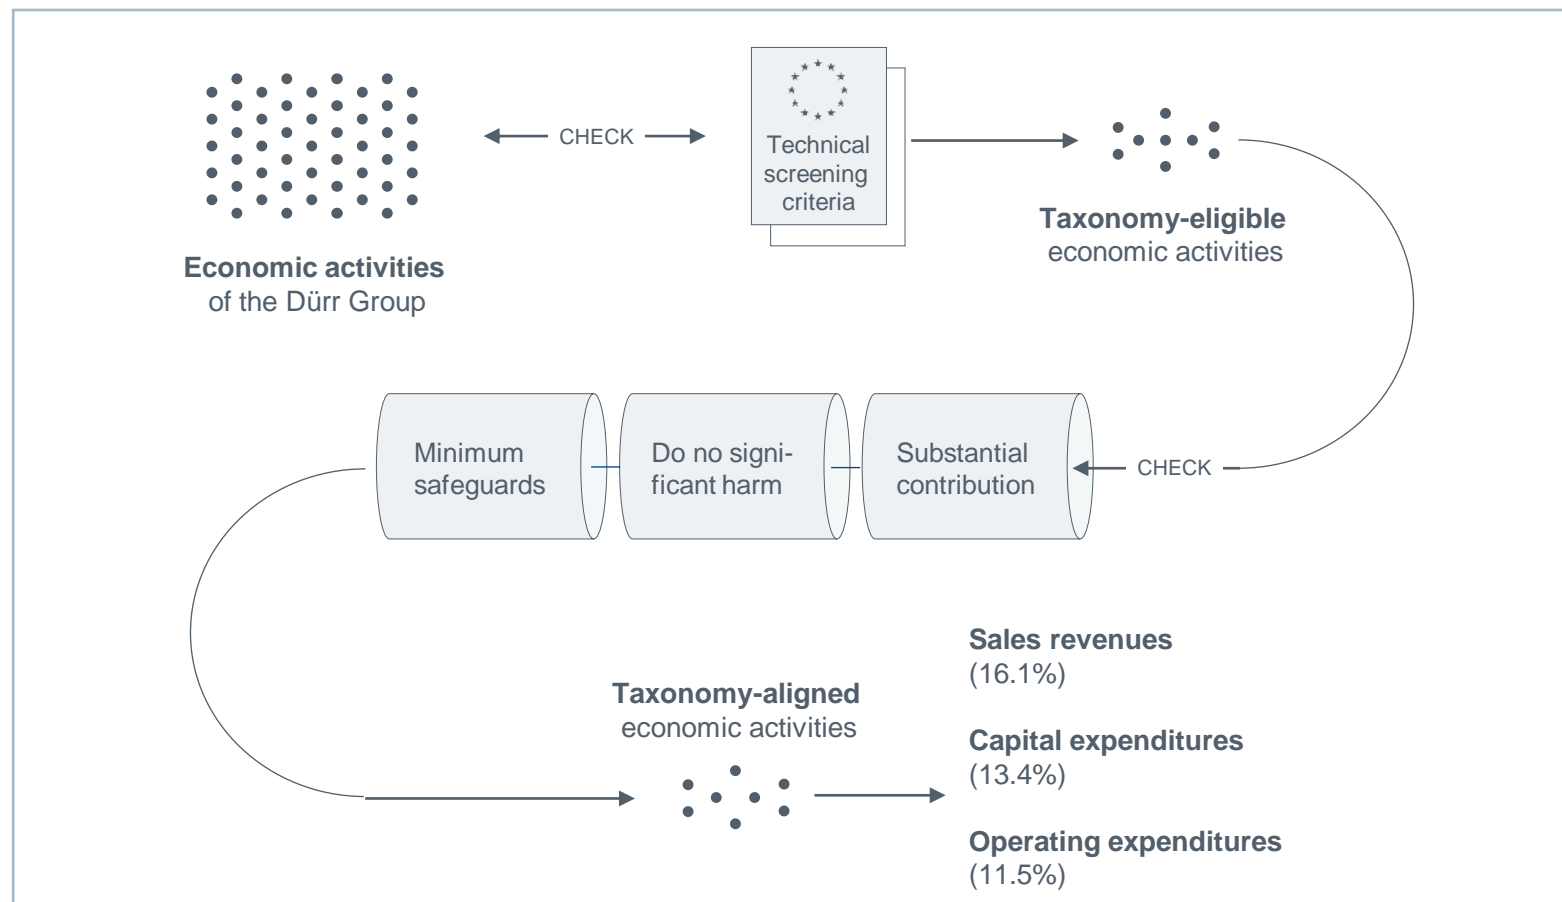 CHECK
Technical
screening
criteria
Economic activities
of the Dürr Group
Taxonomy-eligible
economic activities
Minimum
safeguards
Do no signi-
ficant harm
Substantial
contribution
CHECK
Taxonomy-aligned
economic activities
Sales revenues
(16.1%)
Capital expenditures
(13.4%)
Operating expenditures
(11.5%)